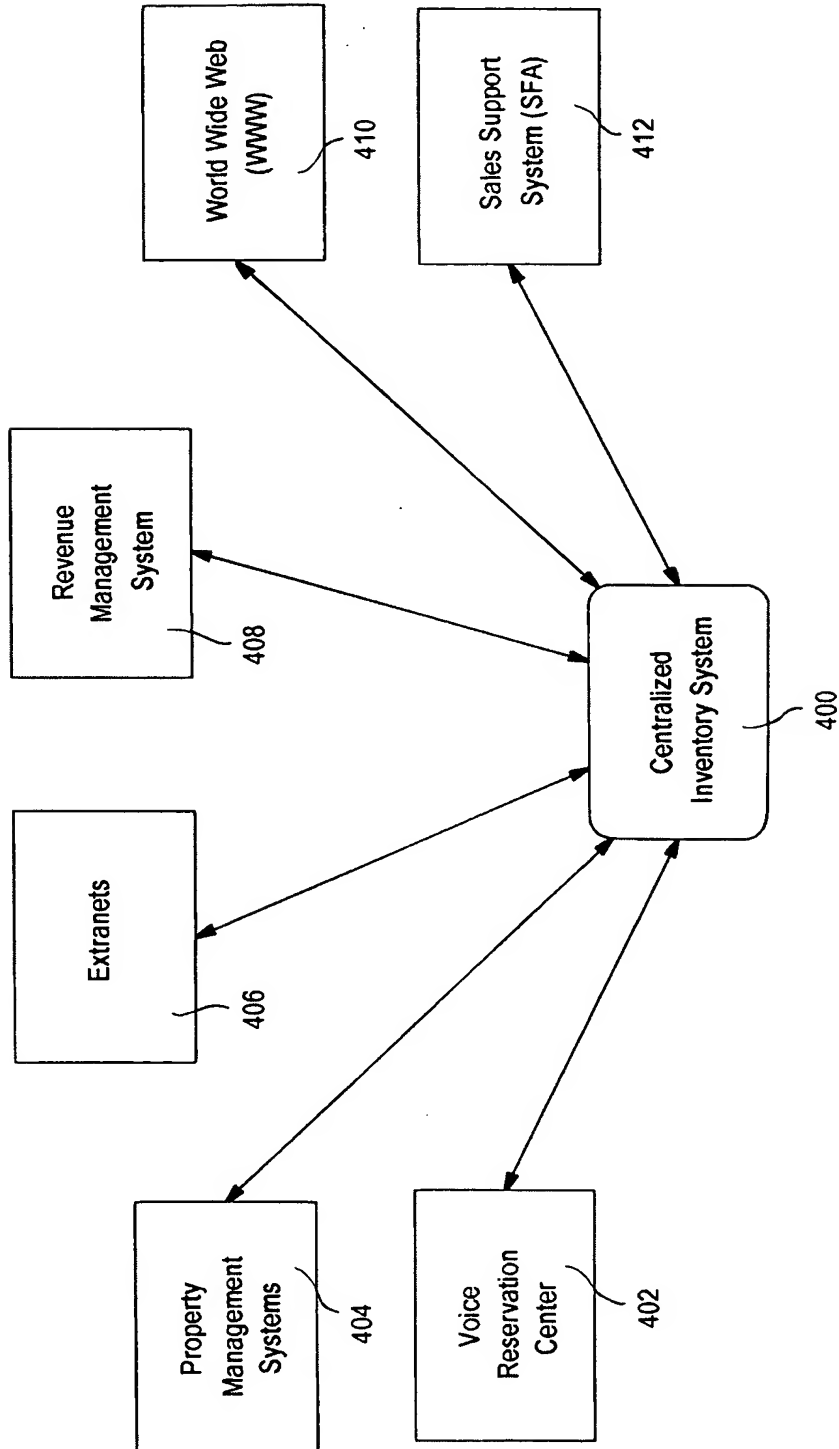 Property
Management
Systems
404
Voice
Reservation
Center
402
Extranets
406
Revenue
Management
System
408
World Wide Web
(WWW)
410
Sales Support
System (SFA)
412
Centralized
Inventory System
400